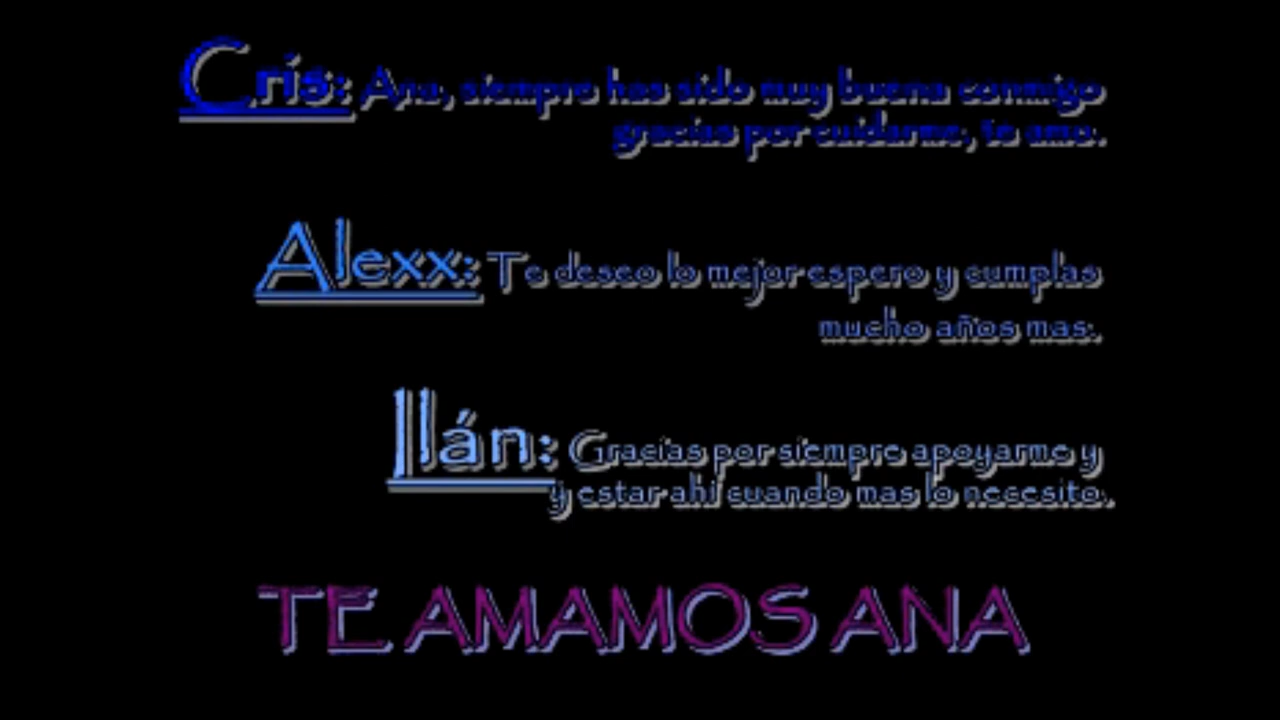 Cris: Ana, siempre has sido muy buena conmigo
gracias por cuidarme, te amo.
Alexx: Te deseo lo mejor espero y cumplas
mucho años mas.
Ilán: Gracias por siempre apoyarme y
y estar ahi cuando mas lo necesito.
TE AMAMOS ANA